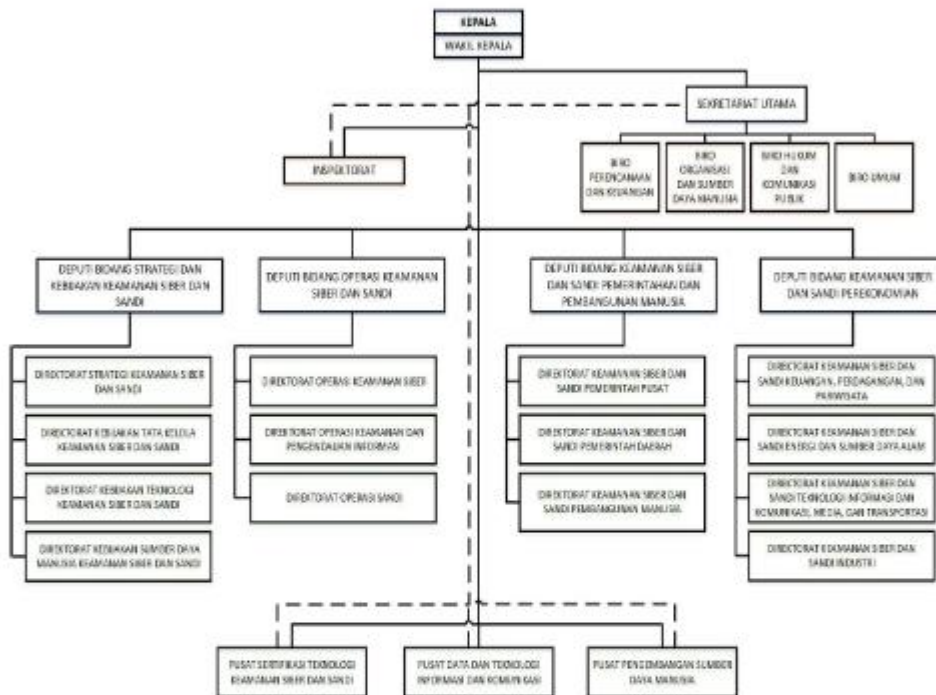 KEPALA
WAKIL KEPALA
SEKRETARIAT UTAMA
INSPEKTORAT
BIRO
PERENCANAAN
DAN KEUANGAN
BIRO
ORGANISASI
DAN SUMBER
DAYA MANUSIA
BIRO HUKUM
DAN
KOMUNIKASI
PUBLIK
BIRO UMUM
DEPUTI BIDANG STRATEGI DAN
KEBIJAKAN KEAMANAN SIBER DAN
SANDI
DEPUTI BIDANG OPERASI KEAMANAN
SIBER DAN SANDI
DEPUTI BIDANG KEAMANAN SIBER
DAN SANDI PEMERINTAHAN DAN
PEMBANGUNAN MANUSIA
DEPUTI BIDANG KEAMANAN SIBER
DAN SANDI PEREKONOMIAN
DIREKTORAT STRATEGI KEAMANAN SIBER
DAN SANDI
DIREKTORAT KEBIJAKAN TATA KELOLA
KEAMANAN SIBER DAN SANDI
DIREKTORAT KEBIJAKAN TEKNOLOGI
KEAMANAN SIBER DAN SANDI
DIREKTORAT KEBIJAKAN SUMBER DAYA
MANUSIA KEAMANAN SIBER DAN SANDI
DIREKTORAT OPERASI KEAMANAN SIBER
DIREKTORAT OPERASI KEAMANAN DAN
PENGENDALIAN INFORMASI
DIREKTORAT OPERASI SANDI
DIREKTORAT KEAMANAN SIBER DAN
SANDI PEMERINTAH PUSAT
DIREKTORAT KEAMANAN SIBER DAN
SANDI PEMERINTAH DAERAH
DIREKTORAT KEAMANAN SIBER DAN
SANDI PEMBANGUNAN MANUSIA
DIREKTORAT KEAMANAN SIBER DAN
SANDI KEUANGAN, PERDAGANGAN, DAN
PARIWISATA
DIREKTORAT KEAMANAN SIBER DAN
SANDI ENERGI DAN SUMBER DAYA ALAM
DIREKTORAT KEAMANAN SIBER DAN
SANDI TEKNOLOGI INFORMASI DAN
KOMUNIKASI, MEDIA, DAN TRANSPORTASI
DIREKTORAT KEAMANAN SIBER DAN
SANDI INDUSTRI
PUSAT SERTIFIKASI TEKNOLOGI
KEAMANAN SIBER DAN SANDI
PUSAT DATA DAN TEKNOLOGI
INFORMASI DAN KOMUNIKASI
PUSAT PENGEMBANGAN SUMBER
DAYA MANUSIA